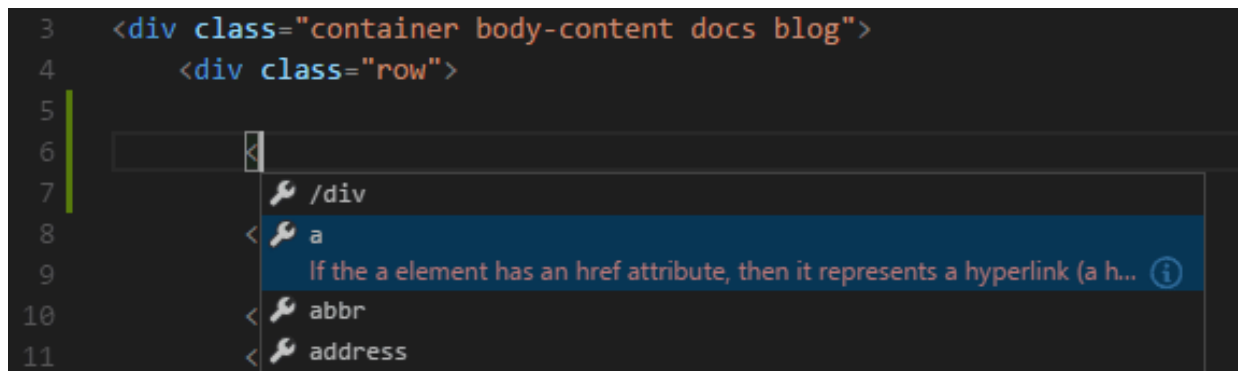 3 <div class="container body-content docs blog">
4 <div class="row">
5
6 <
7 /div
8 < a
9 If the a element has an href attribute, then it represents a hyperlink (a h...
10 < abbr
11 < address